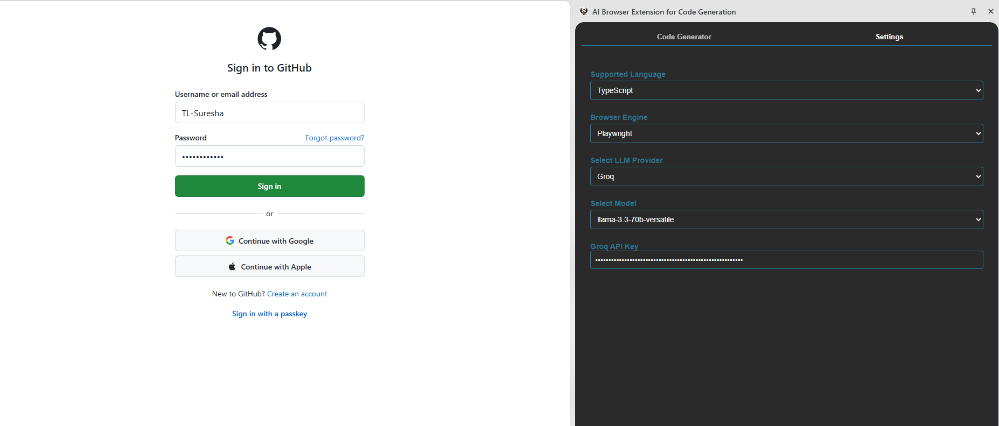 Sign in to GitHub
Username or email address
TL-Suresha
Password Forgot password?
••••••••••••
Sign in
or
Continue with Google
Continue with Apple
New to GitHub? Create an account
Sign in with a passkey
AI Browser Extension for Code Generation
Code Generator Settings
Supported Language
TypeScript
Browser Engine
Playwright
Select LLM Provider
Groq
Select Model
llama-3.3-70b-versatile
Groq API Key
••••••••••••••••••••••••••••••••••••••••••••••••••••••••